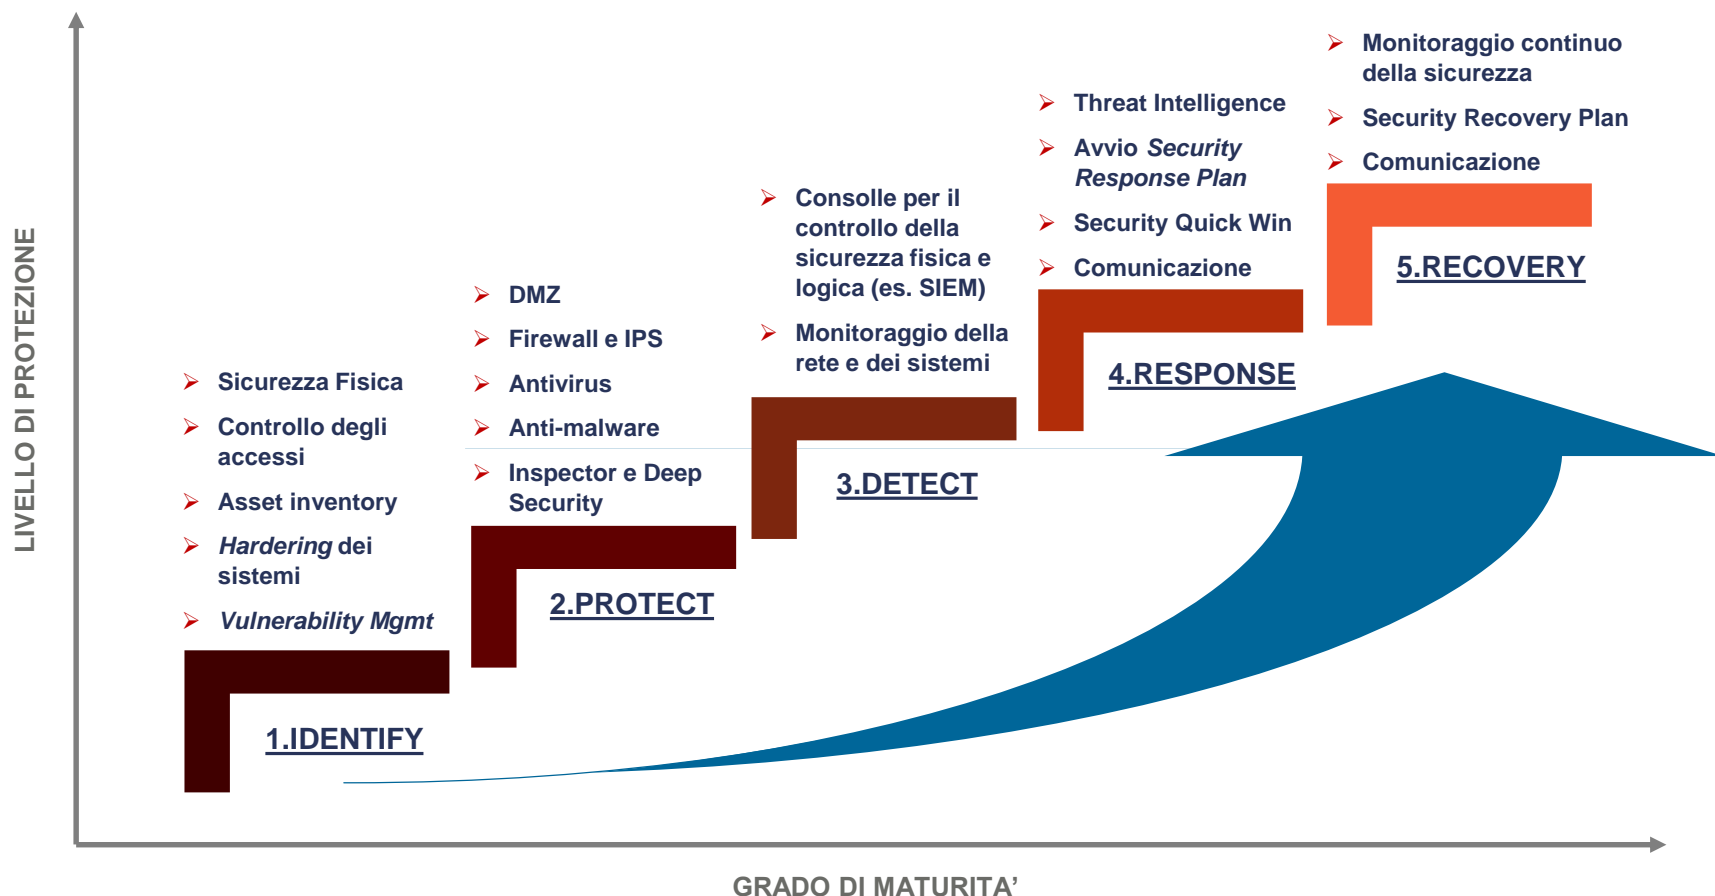 LIVELLO DI PROTEZIONE
Sicurezza Fisica
Controllo degli
accessi
Asset inventory
Hardering dei
sistemi
Vulnerability Mgmt
1.IDENTIFY
DMZ
Firewall e IPS
Antivirus
Anti-malware
Inspector e Deep
Security
2.PROTECT
Consolle per il
controllo della
sicurezza fisica e
logica (es. SIEM)
Monitoraggio della
rete e dei sistemi
3.DETECT
Threat Intelligence
Avvio Security
Response Plan
Security Quick Win
Comunicazione
4.RESPONSE
Monitoraggio continuo
della sicurezza
Security Recovery Plan
Comunicazione
5.RECOVERY
GRADO DI MATURITA’